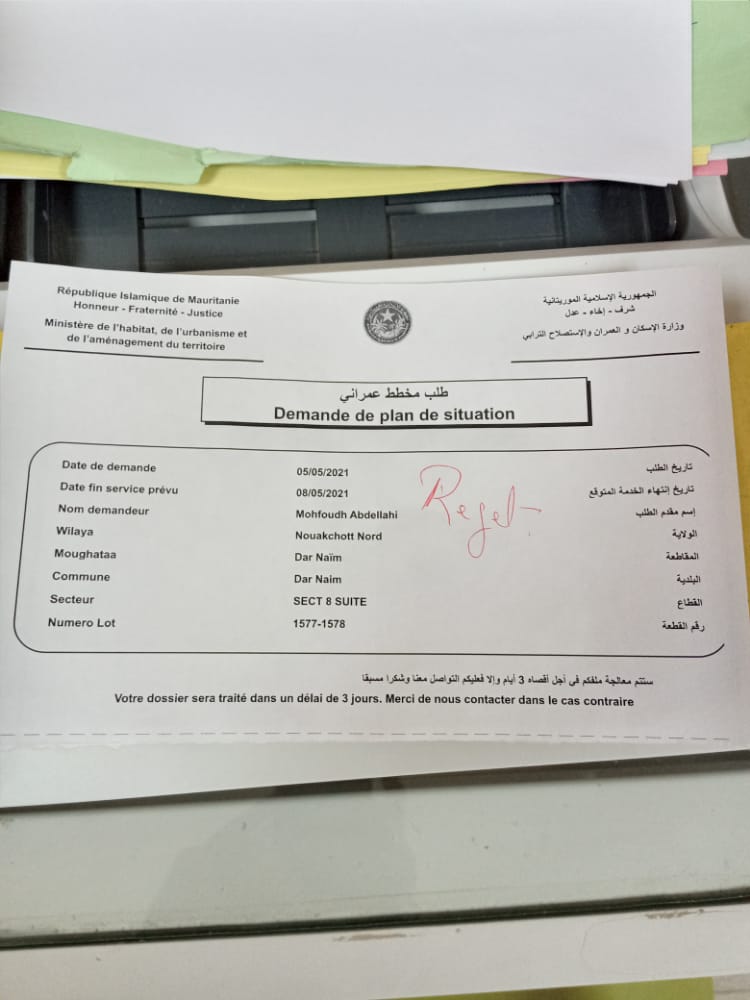 République Islamique de Mauritanie
Honneur - Fraternité - Justice
Ministère de l'habitat, de l'urbanisme et
de l'aménagement du territoire
الجمهورية الإسلامية الموريتانية
شرف - إخاء - عدل
وزارة الإسكان و العمران والإستصلاح الترابي
طلب مخطط عمراني
Demande de plan de situation
Date de demande 05/05/2021 تاريخ الطلب
Date fin service prévu 08/05/2021 تاريخ إنتهاء الخدمة المتوقع
Nom demandeur Mohfoudh Abdellahi إسم مقدم الطلب
Wilaya Nouakchott Nord الولاية
Moughataa Dar Naïm المقاطعة
Commune Dar Naim البلدية
Secteur SECT 8 SUITE القطاع
Numero Lot 1577-1578 رقم القطعة
Reget
ستتم معالجة ملفكم في أجل أقصاه 3 أيام وإلا فعليكم التواصل معنا وشكرا مسبقا
Votre dossier sera traité dans un délai de 3 jours. Merci de nous contacter dans le cas contraire